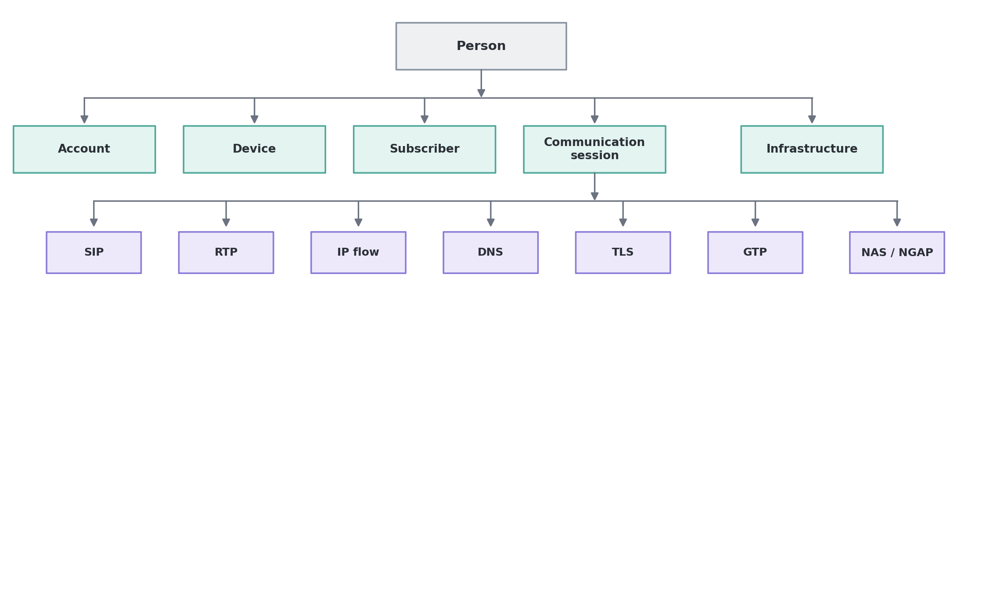 Person
Account
Device
Subscriber
Communication
session
Infrastructure
SIP
RTP
IP flow
DNS
TLS
GTP
NAS / NGAP